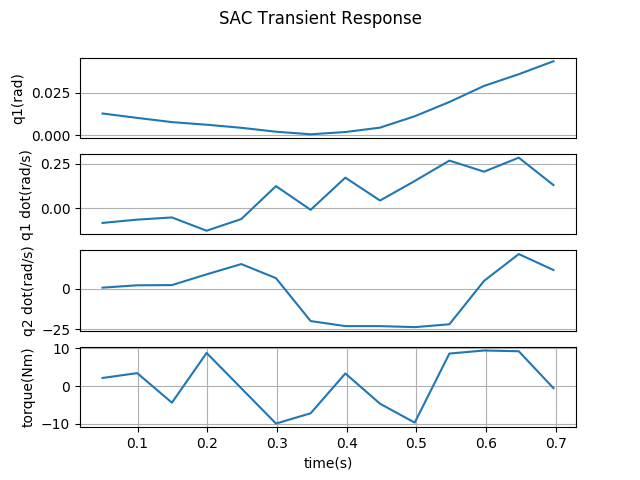 SAC Transient Response
q1(rad)
0.025
0.000
q1 dot(rad/s)
0.25
0.00
q2 dot(rad/s)
0
−25
torque(Nm)
10
0
−10
0.1 0.2 0.3 0.4 0.5 0.6 0.7
time(s)